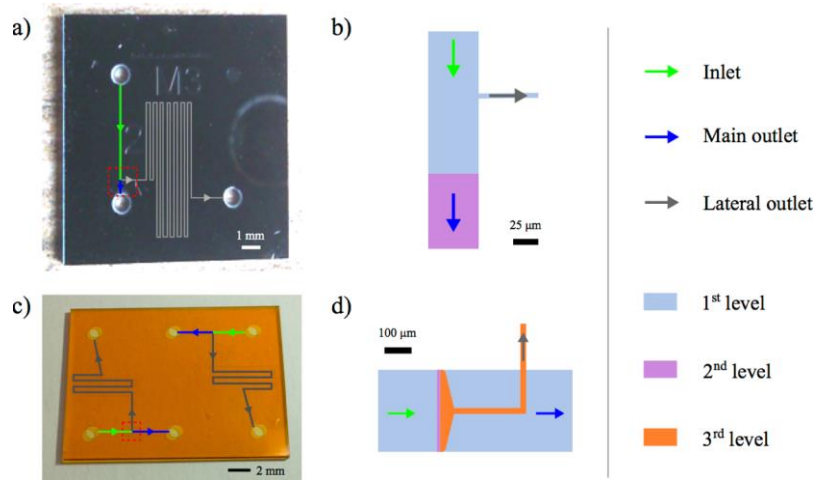 a)
1 mm
b)
25 μm
c)
2 mm
d)
100 μm
Inlet
Main outlet
Lateral outlet
1st level
2nd level
3rd level